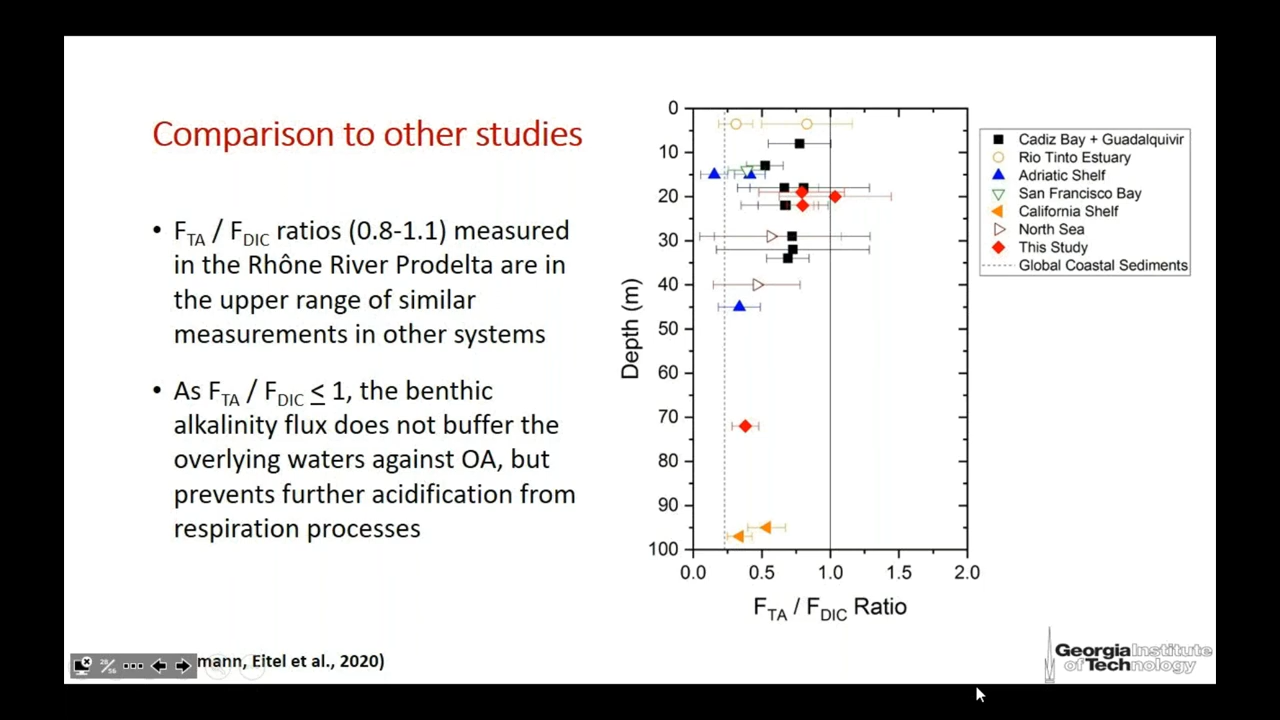 Comparison to other studies
• FTA / FDIC ratios (0.8-1.1) measured
in the Rhône River Prodelta are in
the upper range of similar
measurements in other systems
• As FTA / FDIC ≤ 1, the benthic
alkalinity flux does not buffer the
overlying waters against OA, but
prevents further acidification from
respiration processes
mann, Eitel et al., 2020)
0
10
20
30
40
50
60
70
80
90
100
Depth (m)
0.0 0.5 1.0 1.5 2.0
FTA / FDIC Ratio
Cadiz Bay + Guadalquivir
Rio Tinto Estuary
Adriatic Shelf
San Francisco Bay
California Shelf
North Sea
This Study
Global Coastal Sediments
Georgia Institute
of Technology